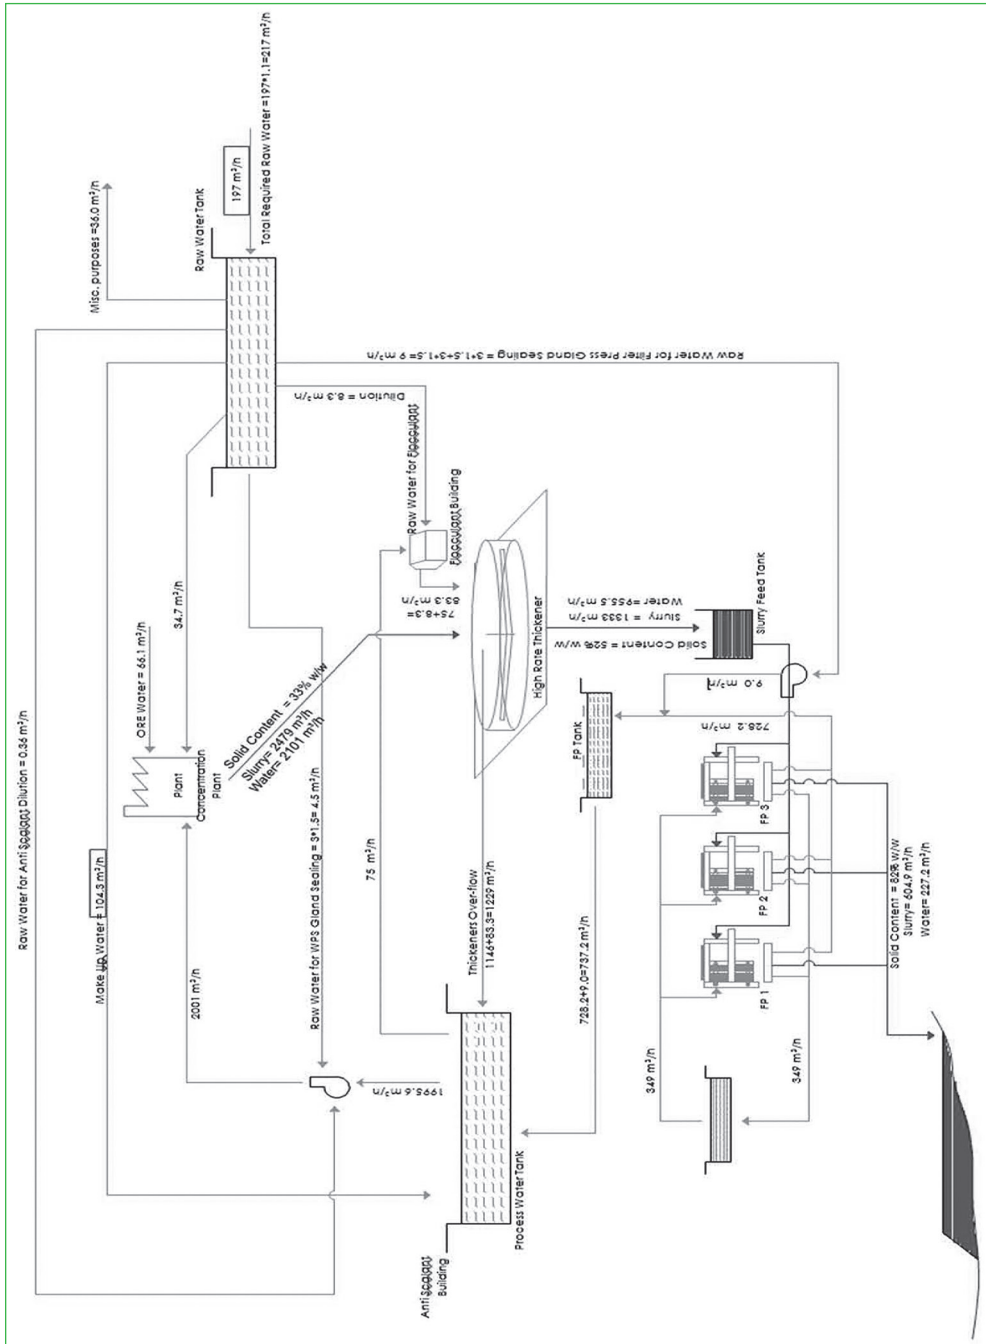 Raw Water for Anti Scalant Dilution = 0.36 m³/h
Make Up Water = 104.3 m³/h
Misc. purposes =36.0 m³/h
Raw Water Tank
197 m³/h
Total Required Raw Water =197*1.1=217 m³/h
34.7 m³/h
ORE Water = 66.1 m³/h
Plant
Concentration
Plant
2001 m³/h
Solid Content = 33% w/w
Slurry= 2479 m³/h
Water= 2101 m³/h
Raw Water for WPS Gland Sealing = 3*1.5= 4.5 m³/h
Dilution = 8.3 m³/h
Raw Water for Filter Press Gland Sealing = 3*1.5+3*1.5= 9 m³/h
Raw Water for Flocculant
Flocculant Building
75+8.3=
83.3 m³/h
75 m³/h
High Rate Thickener
Thickeners Over-flow
1146+83.3=1229 m³/h
1995.6 m³/h
Anti Scalant
Building
Process Water Tank
Water=955.5 m³/h
Slurry = 1333 m³/h
Solid Content = 52% w/w
Slurry Feed Tank
9.0 m³/h
728.2 m³/h
FP Tank
728.2+9.0=737.2 m³/h
FP 3
FP 2
FP 1
349 m³/h
349 m³/h
Solid Content = 82% w/w
Slurry= 604.9 m³/h
Water= 227.2 m³/h